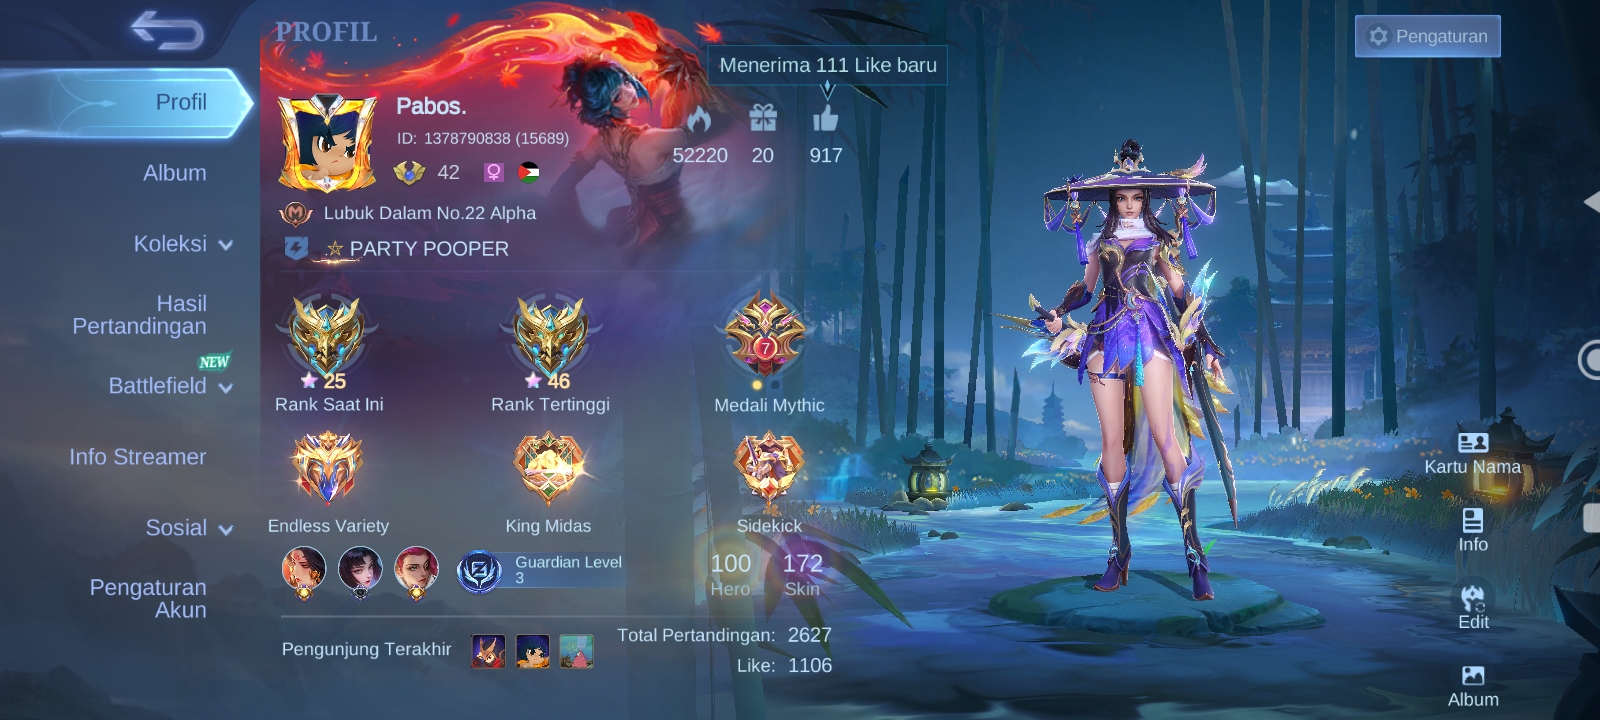 PROFIL
Pengaturan
Menerima 111 Like baru
Profil
Pabos.
ID: 1378790838 (15689)
42
52220
20
917
Album
Lubuk Dalam No.22 Alpha
Koleksi
PARTY POOPER
Hasil
Pertandingan
NEW
Battlefield
7
25
46
Rank Saat Ini
Rank Tertinggi
Medali Mythic
Info Streamer
Kartu Nama
Endless Variety
King Midas
Sidekick
Sosial
Info
Guardian Level
3
100
172
Hero
Skin
Pengaturan
Akun
Edit
Pengunjung Terakhir
Total Pertandingan: 2627
Like: 1106
Album